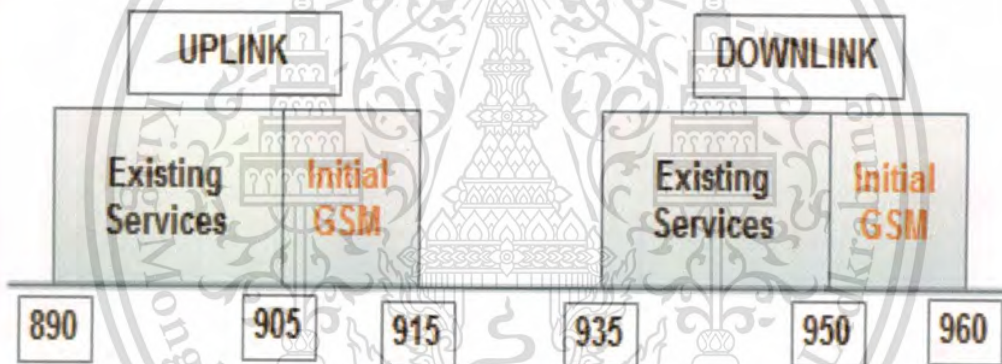 UPLINK
DOWNLINK
Existing
Services
Initial
GSM
Existing
Services
Initial
GSM
890
905
915
935
950
960